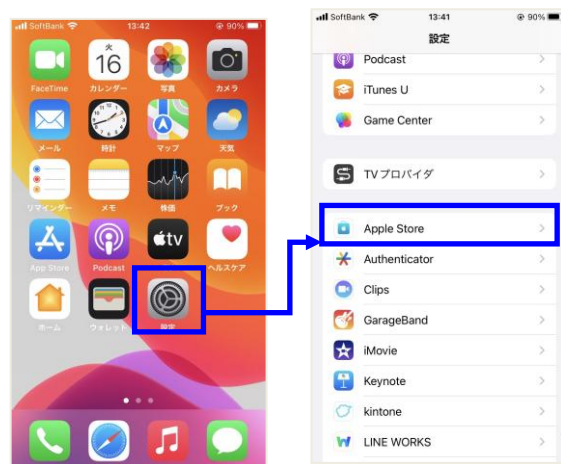 SoftBank 13:42 90%
火
16
FaceTime カレンダー 写真 カメラ
メール 時計 マップ 天気
リマインダー メモ 株価 ブック
tv
App Store Podcast ヘルスケア
ホーム ウォレット 設定
SoftBank 13:41 90%
設定
Podcast
iTunes U
Game Center
TVプロバイダ
Apple Store
Authenticator
Clips
GarageBand
iMovie
Keynote
kintone
LINE WORKS